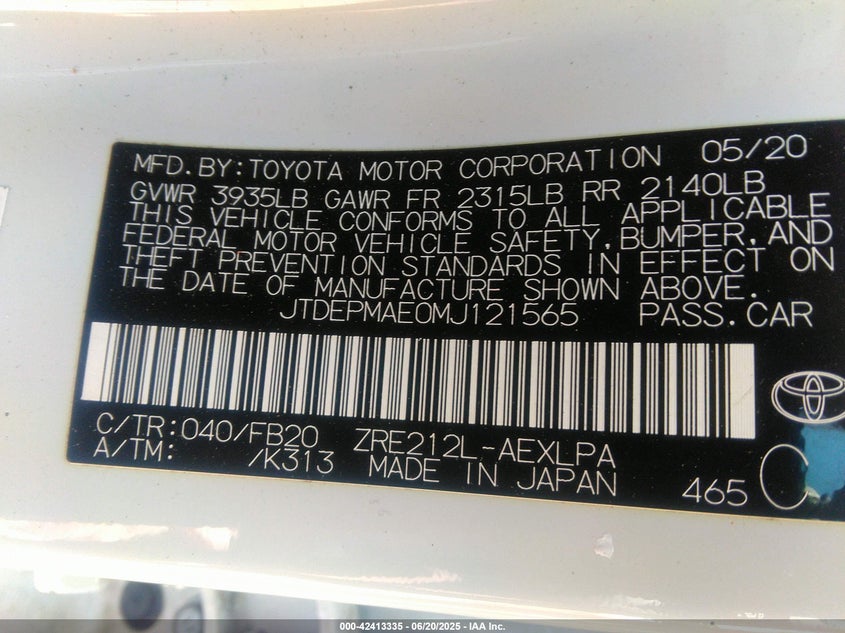 MFD.BY:TOYOTA MOTOR CORPORATION 05/20
GVWR 3935LB GAWR FR 2315LB RR 2140LB
THIS VEHICLE CONFORMS TO ALL APPLICABLE
FEDERAL MOTOR VEHICLE SAFETY,BUMPER,AND
THEFT PREVENTION STANDARDS IN EFFECT ON
THE DATE OF MANUFACTURE SHOWN ABOVE.
JTDEPMAE0MJ121565 PASS.CAR
C/TR:040/FB20 ZRE212L-AEXLPA
A/TM: /K313 MADE IN JAPAN 465
000-42413335 - 06/20/2025 - IAA Inc.